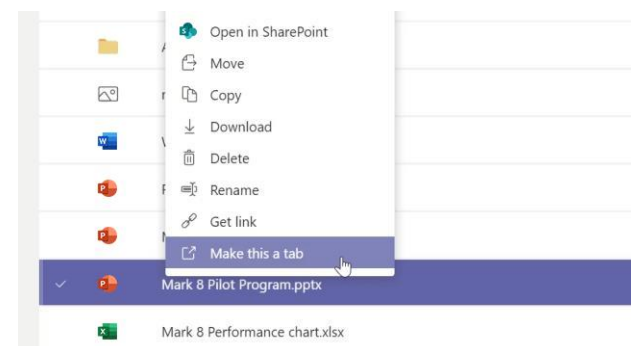 Open in SharePoint
Move
Copy
Download
Delete
Rename
Get link
Make this a tab
Mark 8 Pilot Program.pptx
Mark 8 Performance chart.xlsx